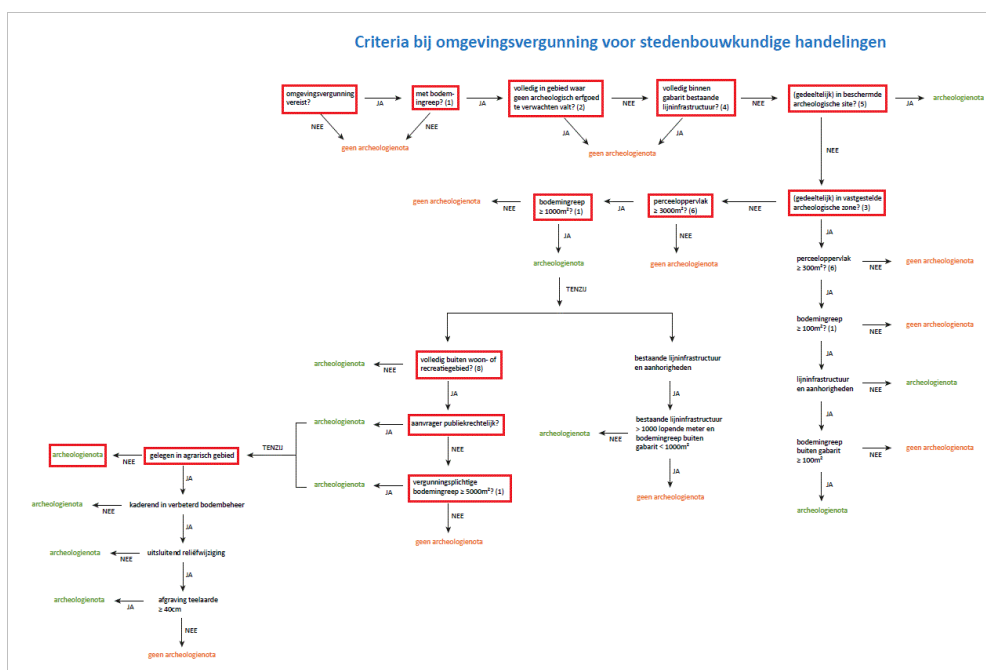 Criteria bij omgevingsvergunning voor stedenbouwkundige handelingen
omgevingsvergunning
vereist?
JA
met bodem-
ingreep? (1)
JA
volledig in gebied waar
geen archeologisch erfgoed
te verwachten valt? (2)
NEE
volledig binnen
gabarit bestaande
lijninfrastructuur? (4)
NEE
(gedeeltelijk) in beschermde
archeologische site? (5)
JA
archeologienota
NEE
NEE
JA
JA
geen archeologienota
geen archeologienota
NEE
geen archeologienota
NEE
bodemingreep
≥ 1000m²? (1)
JA
perceeloppervlak
≥ 3000m²? (6)
NEE
(gedeeltelijk) in vastgestelde
archeologische zone? (3)
JA
NEE
JA
archeologienota
geen archeologienota
perceeloppervlak
≥ 300m²? (6)
NEE
geen archeologienota
TENZIJ
JA
bodemingreep
≥ 100m²? (1)
NEE
geen archeologienota
JA
archeologienota
NEE
volledig buiten woon- of
recreatiegebied? (8)
bestaande lijninfrastructuur
en aanhorigheden
lijninfrastructuur
en aanhorigheden
NEE
archeologienota
JA
JA
JA
archeologienota
JA
aanvrager publiekrechtelijk?
archeologienota
NEE
bestaande lijninfrastructuur
> 1000 lopende meter en
bodemingreep buiten
gabarit < 1000m²
bodemingreep
buiten gabarit
≥ 100m²
NEE
geen archeologienota
archeologienota
NEE
gelegen in agrarisch gebied
TENZIJ
NEE
JA
JA
JA
archeologienota
JA
vergunningsplichtige
bodemingreep ≥ 5000m²? (1)
geen archeologienota
archeologienota
archeologienota
NEE
kaderend in verbeterd bodembeheer
NEE
JA
geen archeologienota
archeologienota
NEE
uitsluitend reliëfwijziging
JA
archeologienota
JA
afgraving teelaarde
≥ 40cm
NEE
geen archeologienota